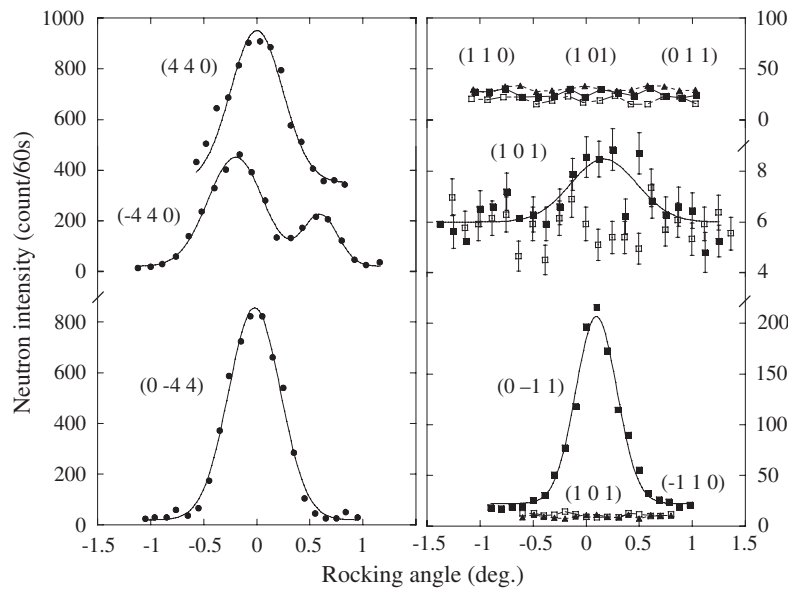 Neutron intensity (count/60s)
1000
800
600
400
200
0
800
600
400
200
0
(4 4 0)
(-4 4 0)
(0 -4 4)
-1.5 -1 -0.5 0 0.5 1
(1 1 0) (1 01) (0 1 1)
(1 0 1)
(0 –1 1)
(1 0 1) (-1 1 0)
100
50
0
8
6
4
200
150
100
50
0
-1.5 -1 -0.5 0 0.5 1 1.5
Rocking angle (deg.)